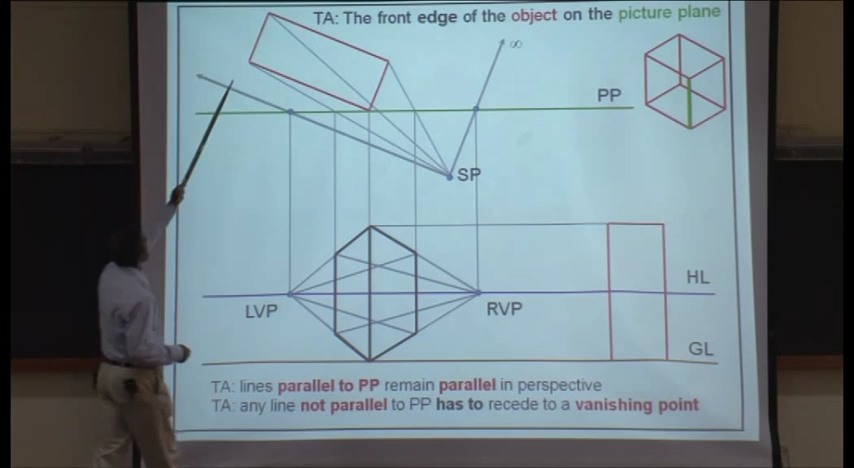 TA: The front edge of the object on the picture plane
∞
PP
SP
HL
LVP
RVP
GL
TA: lines parallel to PP remain parallel in perspective
TA: any line not parallel to PP has to recede to a vanishing point